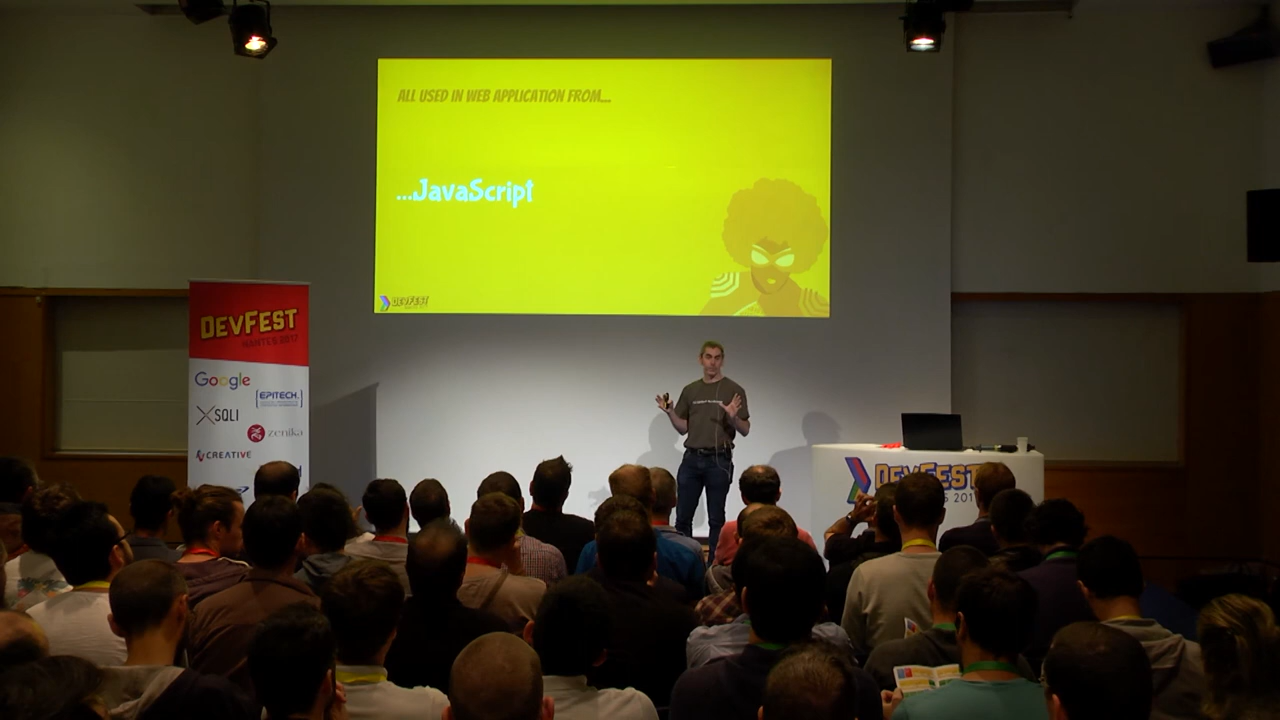 ALL USED IN WEB APPLICATION FROM...
...JavaScript
DEVFEST
DEVFEST
NANTES 2017
Google
[EPITECH.]
SQLI
zenika
CREATIVE
DEVFEST